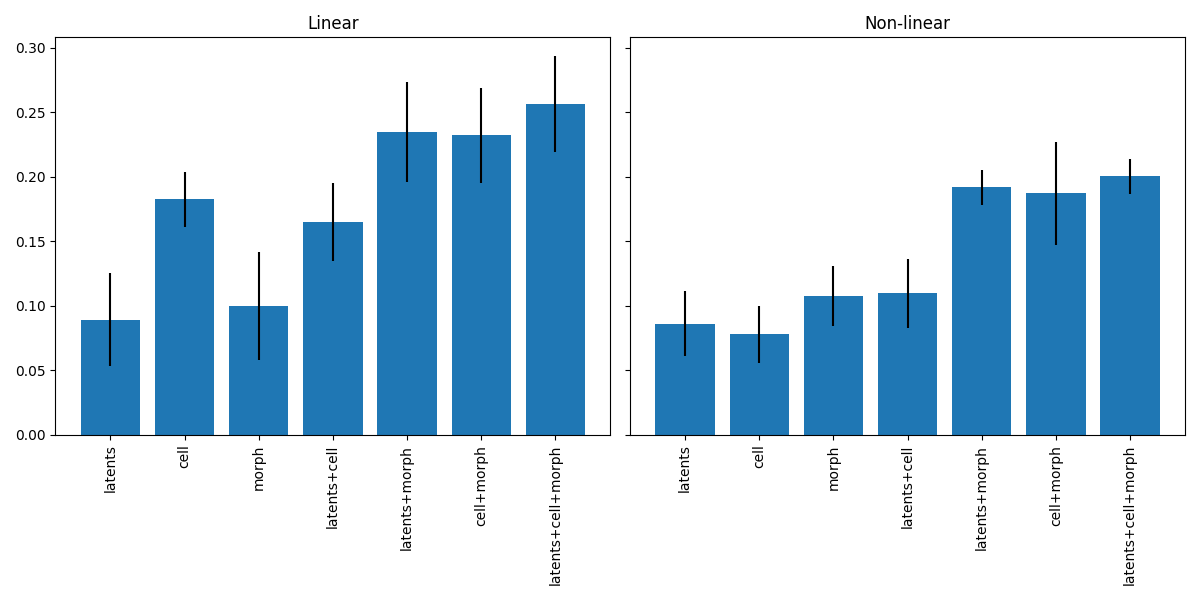 Linear
Non-linear
0.30
0.25
0.20
0.15
0.10
0.05
0.00
latents
cell
morph
latents+cell
latents+morph
cell+morph
latents+cell+morph
latents
cell
morph
latents+cell
latents+morph
cell+morph
latents+cell+morph